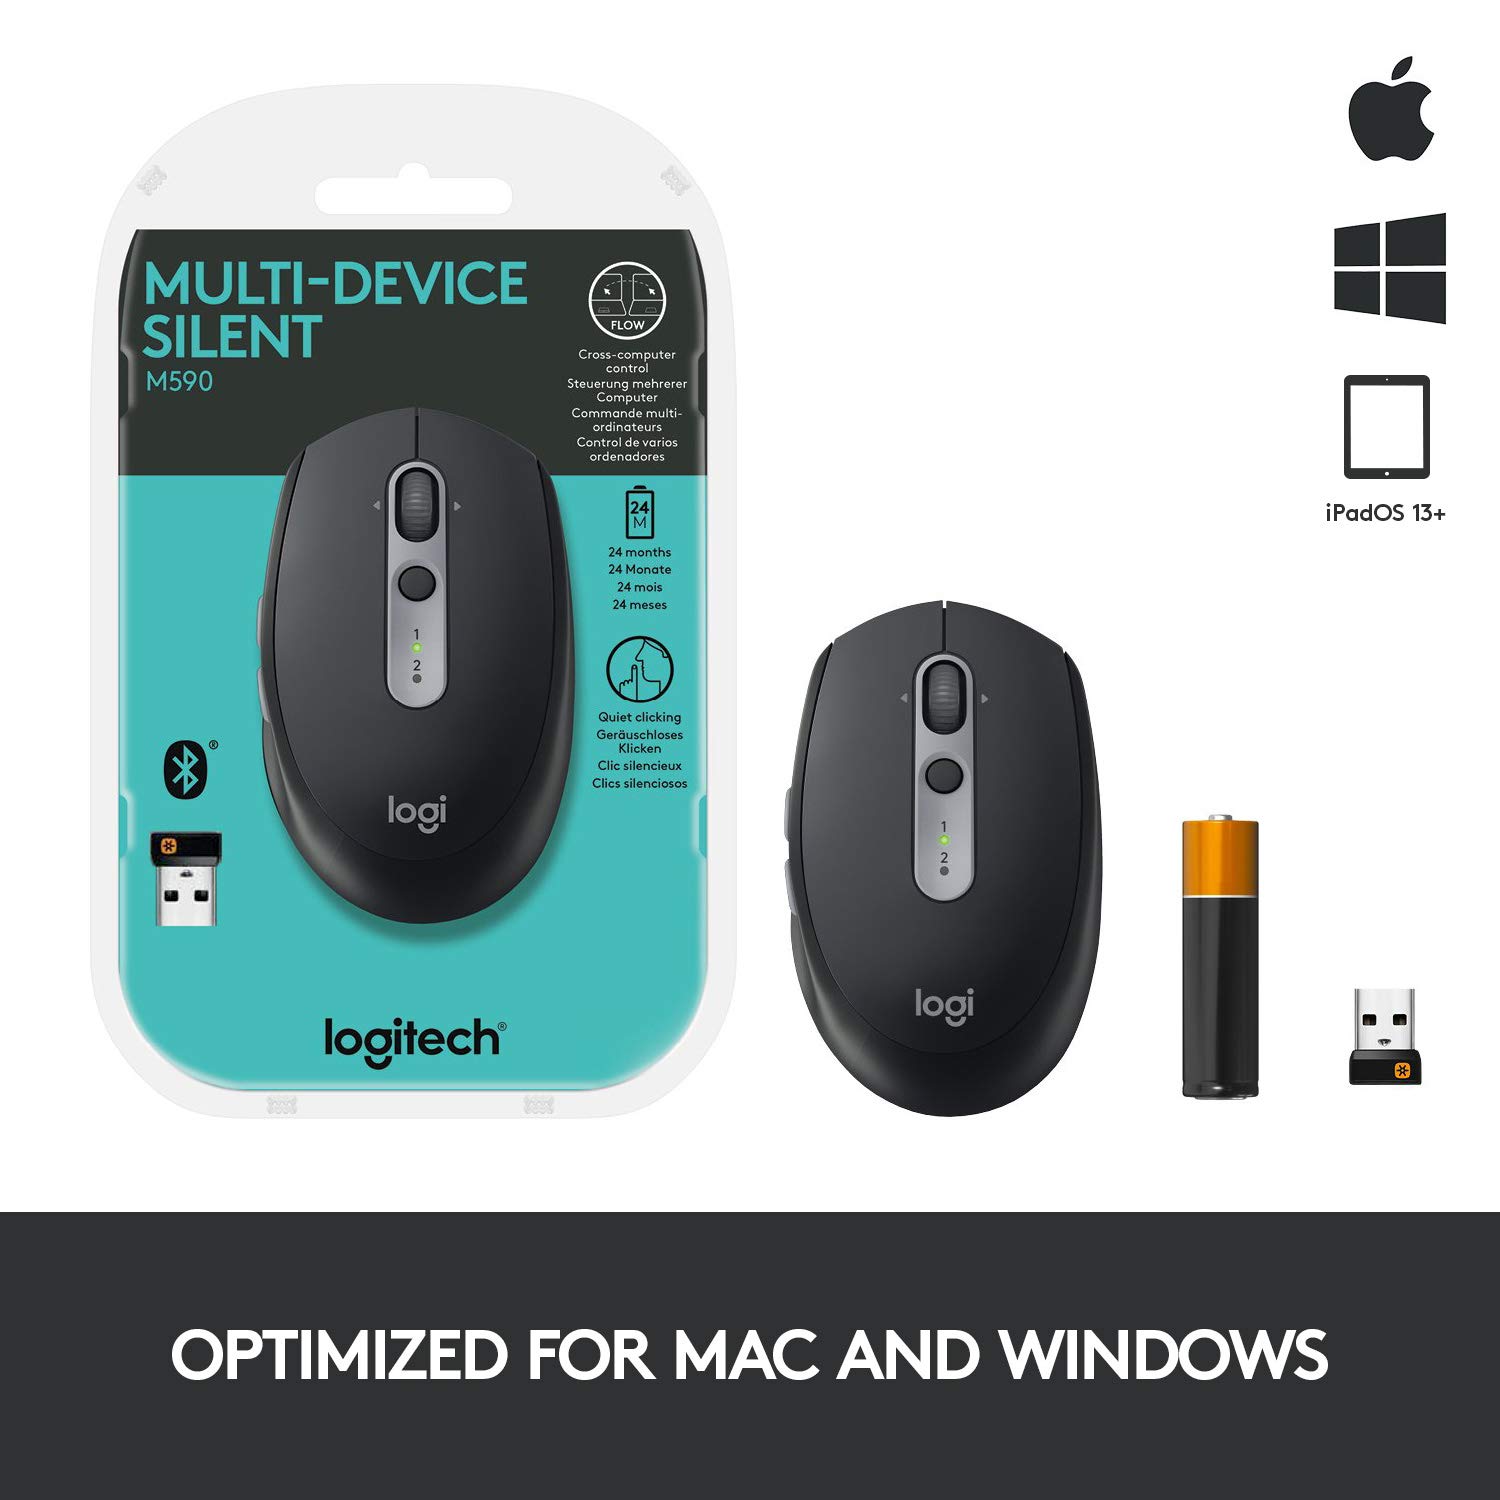 MULTI-DEVICE
SILENT
M590
FLOW
Cross-computer
control
Steuerung mehrerer
Computer
Commande multi-
ordinateurs
Control de varios
ordenadores
24
M
24 months
24 Monate
24 mois
24 meses
Quiet clicking
Geräuschloses
Klicken
Clic silencieux
Clics silenciosos
®
1
2
logi
logitech®
iPadOS 13+
1
2
logi
OPTIMIZED FOR MAC AND WINDOWS